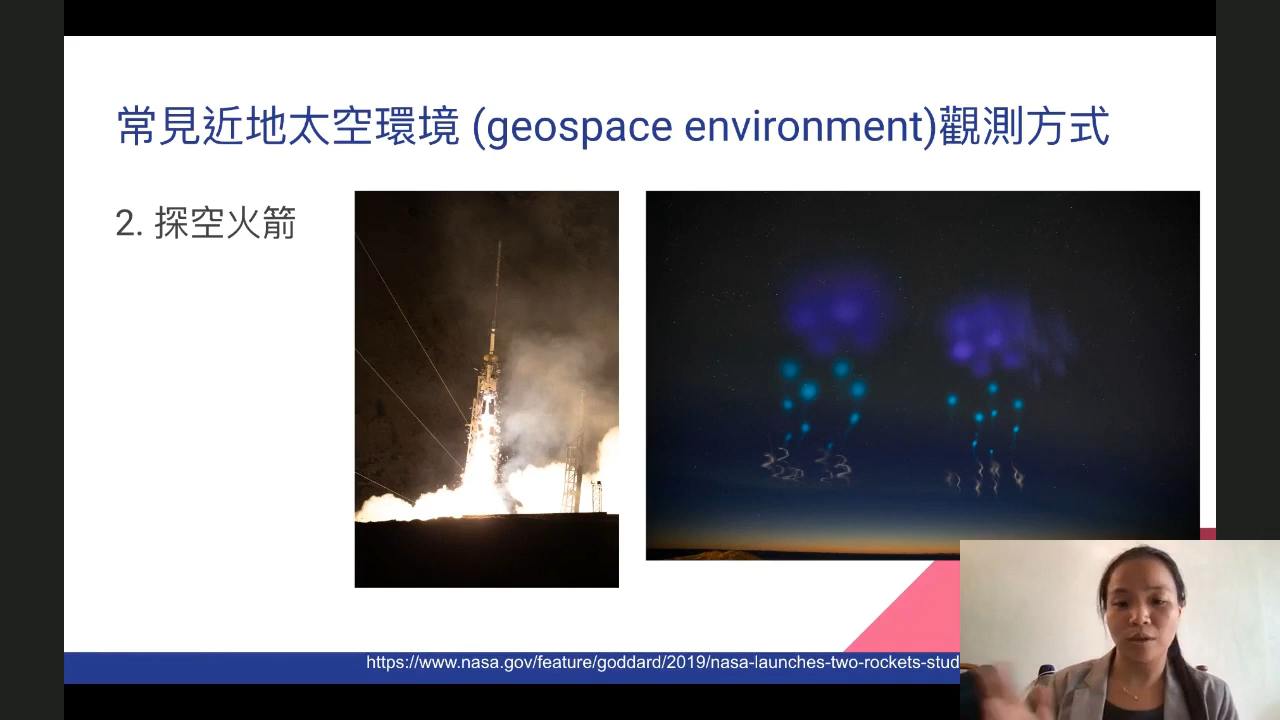 常見近地太空環境 (geospace environment)觀測方式
2. 探空火箭
https://www.nasa.gov/feature/goddard/2019/nasa-launches-two-rockets-stud